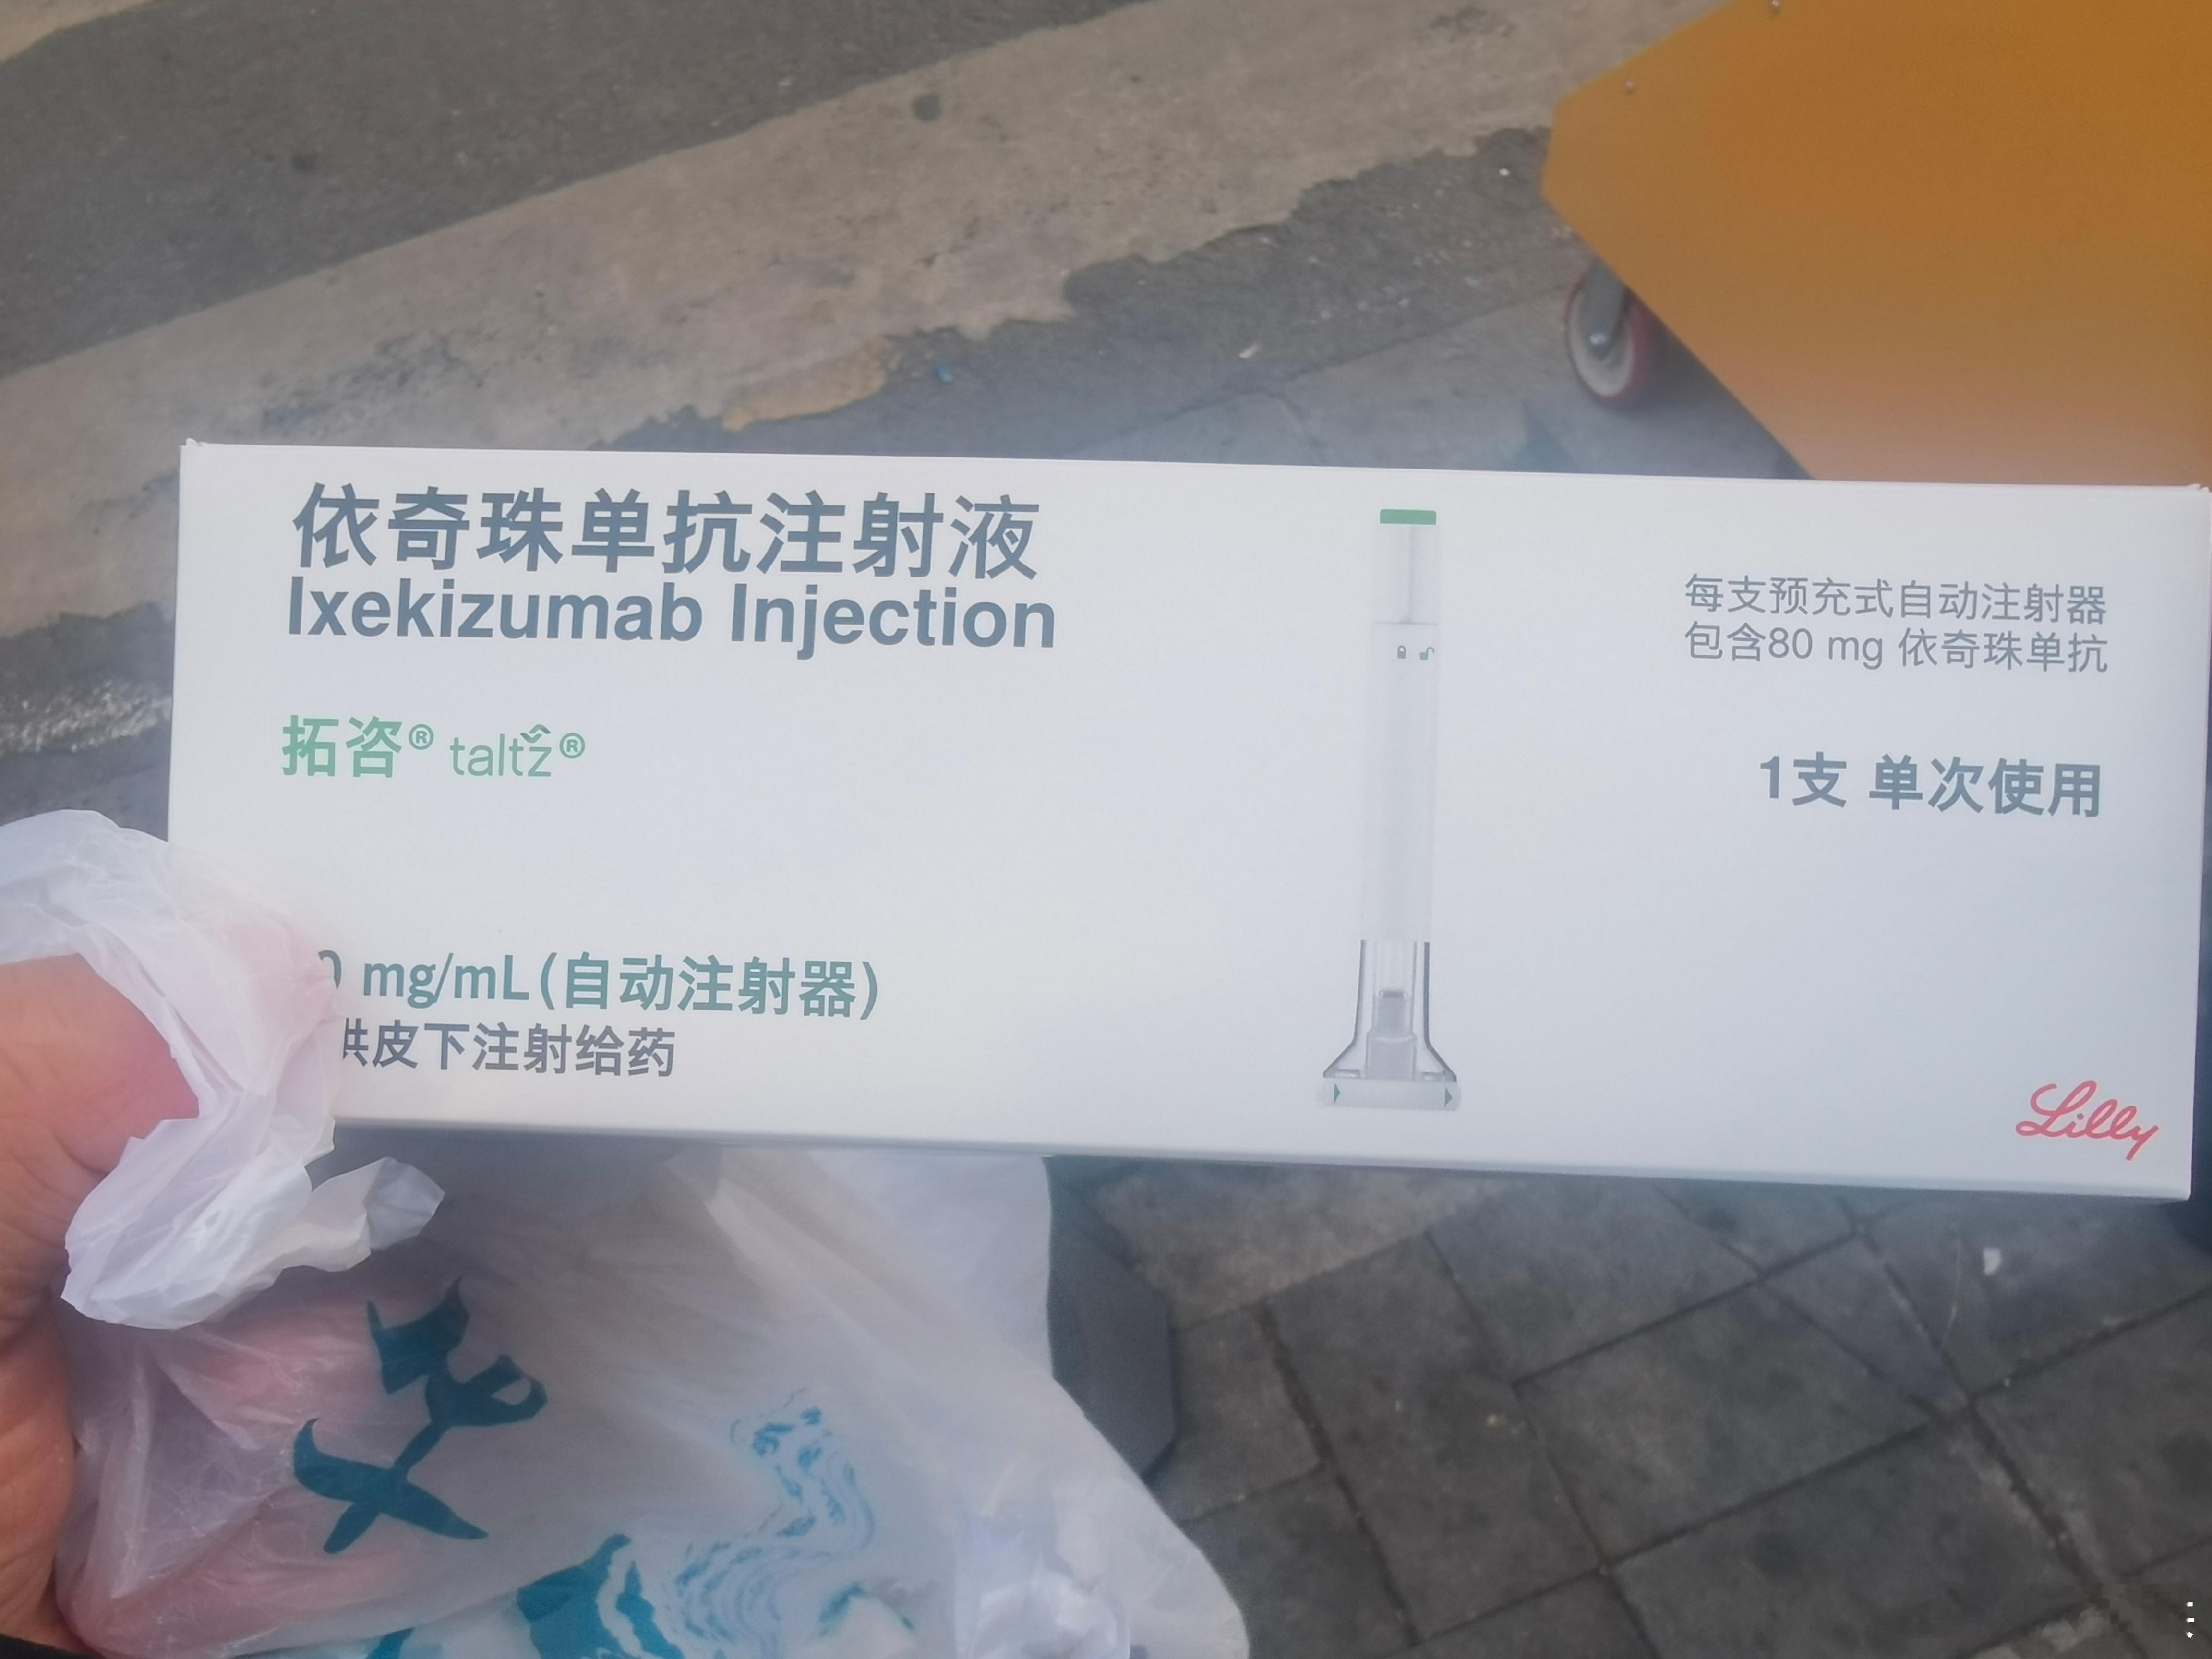 依奇珠单抗注射液
Ixekizumab Injection
拓咨® taltz®
0 mg/mL(自动注射器)
供皮下注射给药
每支预充式自动注射器
包含80 mg 依奇珠单抗
1支 单次使用
Lilly